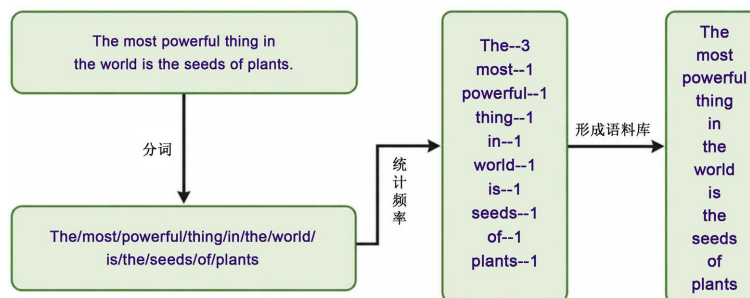 The most powerful thing in
the world is the seeds of plants.
分词
The/most/powerful/thing/in/the/world/
is/the/seeds/of/plants
统计频率
The--3
most--1
powerful--1
thing--1
in--1
world--1
is--1
seeds--1
of--1
plants--1
形成语料库
The
most
powerful
thing
in
the
world
is
the
seeds
of
plants